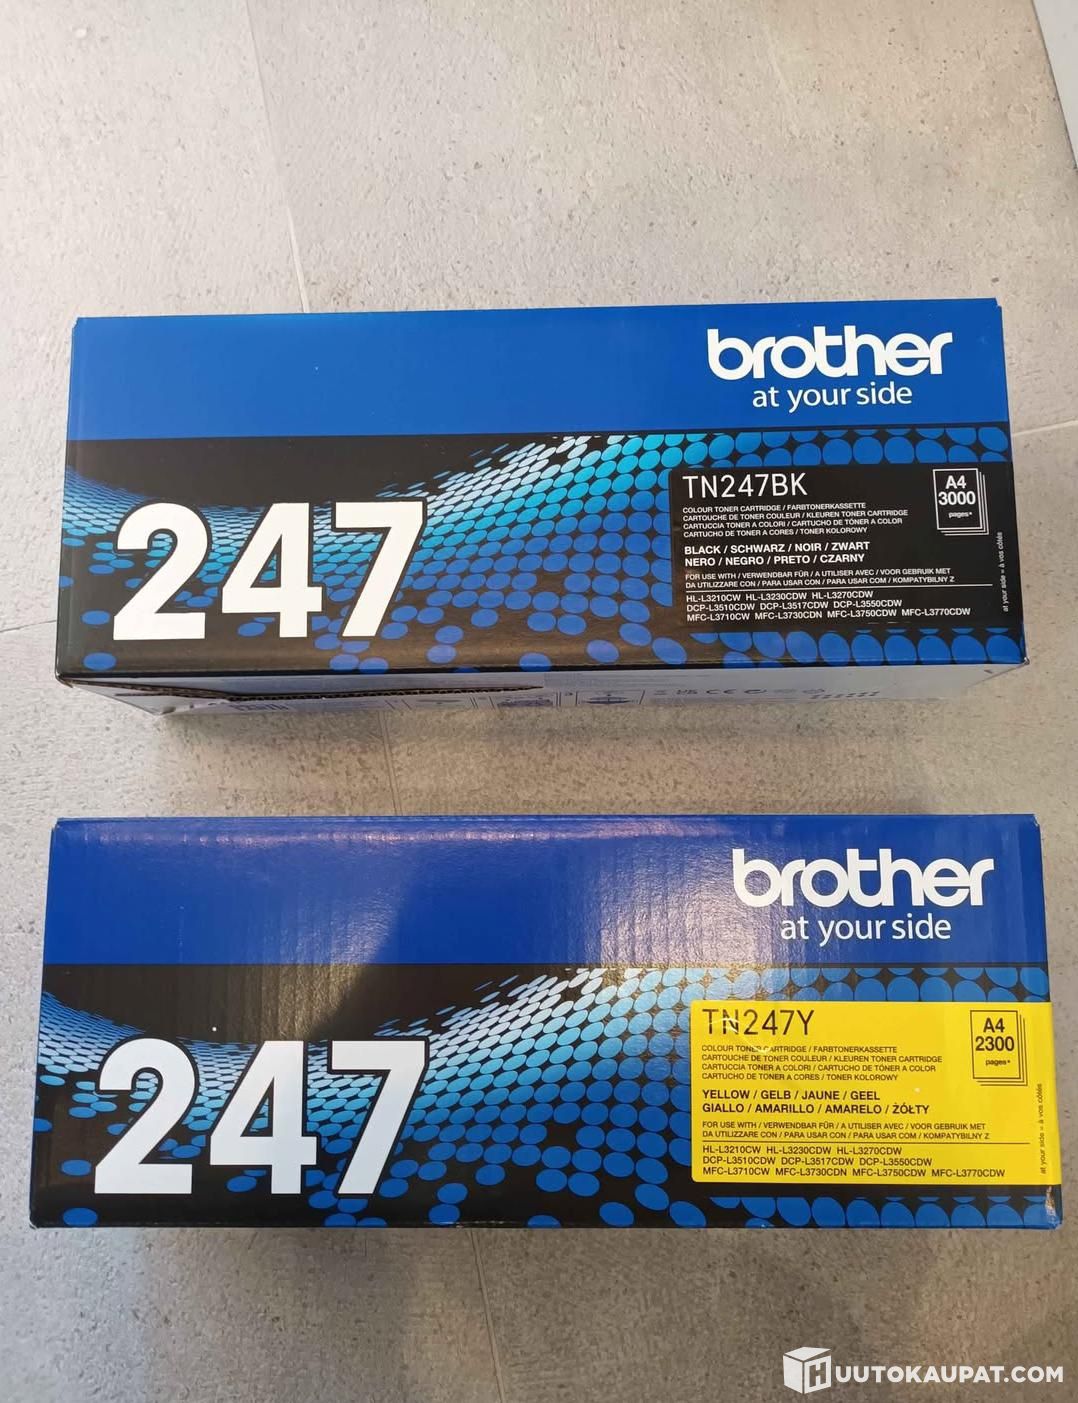 brother
at your side
247
TN247BK
A4
3000
pages*
COLOUR TONER CARTRIDGE / FARBTONERKASSETTE
CARTOUCHE DE TONER COULEUR / KLEUREN TONER CARTRIDGE
CARTUCCIA TONER A COLORI / CARTUCHO DE TÓNER A COLOR
CARTUCHO DE TONER A CORES / TONER KOLOROWY
BLACK / SCHWARZ / NOIR / ZWART
NERO / NEGRO / PRETO / CZARNY
FOR USE WITH / VERWENDBAR FÜR / A UTILISER AVEC / VOOR GEBRUIK MET
DA UTILIZZARE CON / PARA USAR CON / PARA USAR COM / KOMPATYBILNY Z
HL-L3210CW HL-L3230CDW HL-L3270CDW
DCP-L3510CDW DCP-L3517CDW DCP-L3550CDW
MFC-L3710CW MFC-L3730CDN MFC-L3750CDW MFC-L3770CDW
at your side = à vos côtés
brother
at your side
247
TN247Y
A4
2300
pages*
COLOUR TONER CARTRIDGE / FARBTONERKASSETTE
CARTOUCHE DE TONER COULEUR / KLEUREN TONER CARTRIDGE
CARTUCCIA TONER A COLORI / CARTUCHO DE TÓNER A COLOR
CARTUCHO DE TONER A CORES / TONER KOLOROWY
YELLOW / GELB / JAUNE / GEEL
GIALLO / AMARILLO / AMARELO / ŻÓŁTY
FOR USE WITH / VERWENDBAR FÜR / A UTILISER AVEC / VOOR GEBRUIK MET
DA UTILIZZARE CON / PARA USAR CON / PARA USAR COM / KOMPATYBILNY Z
HL-L3210CW HL-L3230CDW HL-L3270CDW
DCP-L3510CDW DCP-L3517CDW DCP-L3550CDW
MFC-L3710CW MFC-L3730CDN MFC-L3750CDW MFC-L3770CDW
at your side = à vos côtés
HUUTOKAUPAT.COM